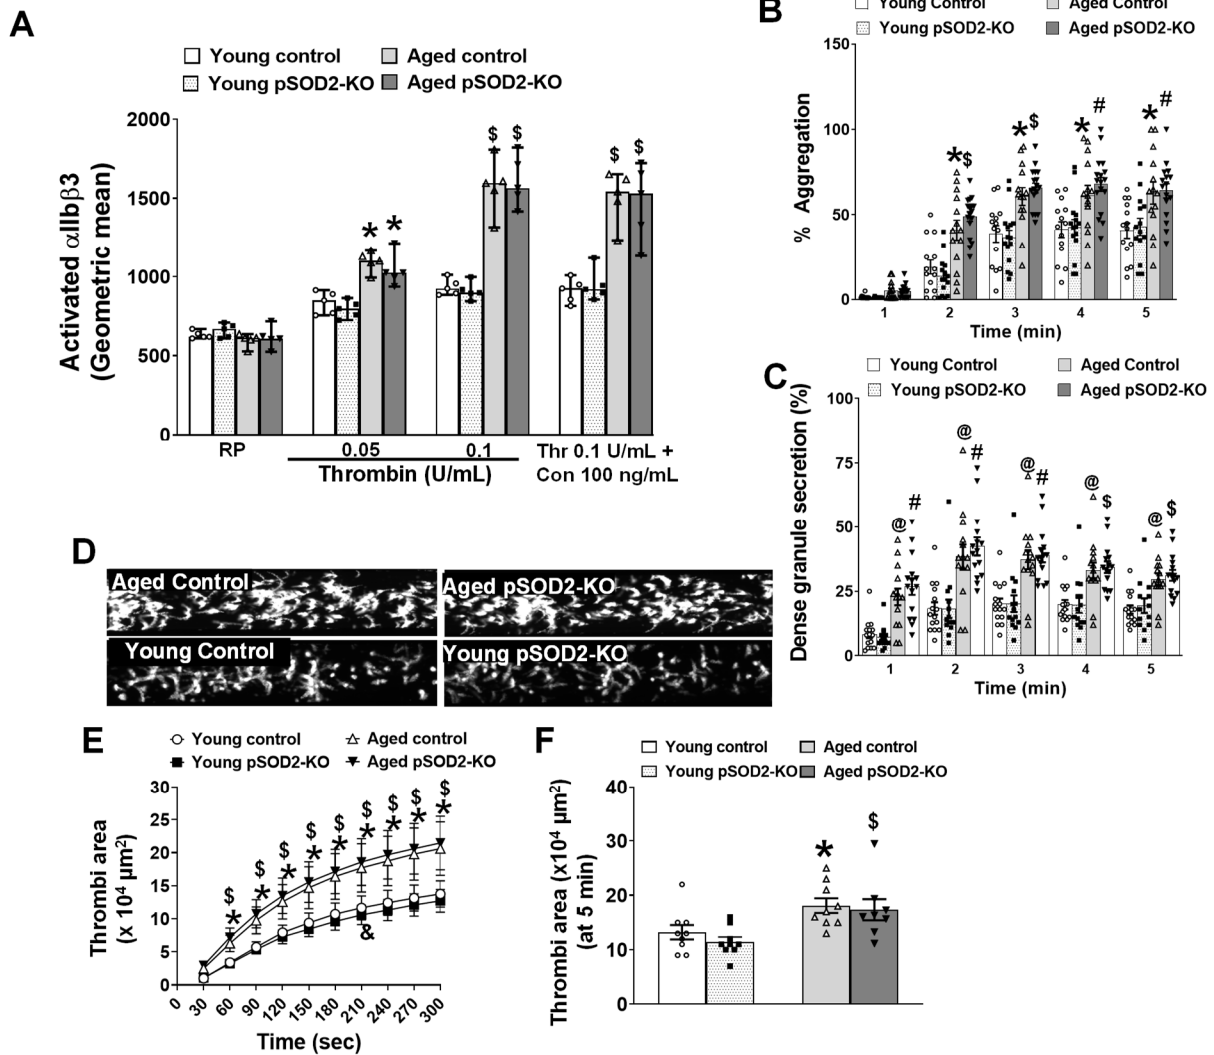 A
Young control
Aged control
Young pSOD2-KO
Aged pSOD2-KO
Activated αIIbβ3
(Geometric mean)
2000
1500
1000
500
0
* * $ $ $ $
RP
0.05
0.1
Thr 0.1 U/mL +
Thrombin (U/mL)
Con 100 ng/mL
B
Young Control
Aged Control
Young pSOD2-KO
Aged pSOD2-KO
% Aggregation
150
100
50
0
* $ * $ * # * #
1 2 3 4 5
Time (min)
C
Young Control
Aged Control
Young pSOD2-KO
Aged pSOD2-KO
Dense granule secretion (%)
100
75
50
25
0
@ # @ # @ # @ $ @ $
1 2 3 4 5
Time (min)
D
Aged Control
Aged pSOD2-KO
Young Control
Young pSOD2-KO
E
Young control
Aged control
Young pSOD2-KO
Aged pSOD2-KO
Thrombi area
(x 10⁴ µm²)
30
25
20
15
10
5
0
$ $ $ $ $ $ $ $ $
* * * * * * * * *
&
0 30 60 90 120 150 180 210 240 270 300
Time (sec)
F
Young control
Aged control
Young pSOD2-KO
Aged pSOD2-KO
Thrombi area (x10⁴ µm²)
(at 5 min)
40
30
20
10
0
* $